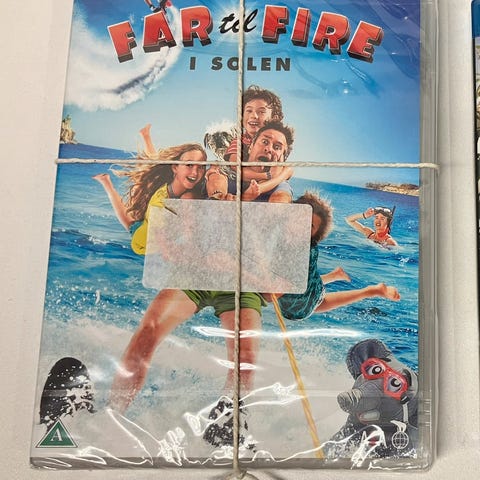 FAR til FIRE
I SOLEN
A